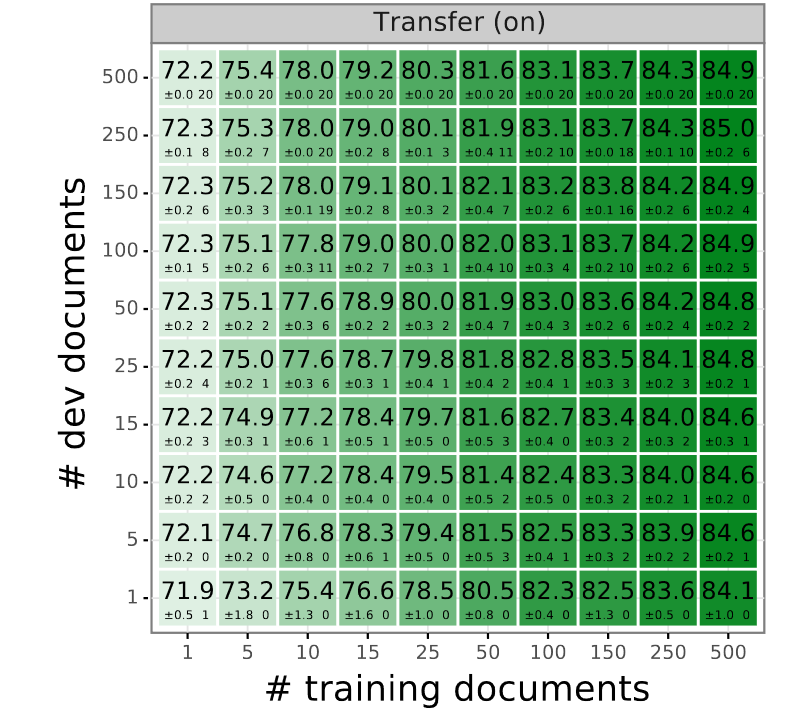 Transfer (on)
500 72.2 75.4 78.0 79.2 80.3 81.6 83.1 83.7 84.3 84.9
±0.0 20 ±0.0 20 ±0.0 20 ±0.0 20 ±0.0 20 ±0.0 20 ±0.0 20 ±0.0 20 ±0.0 20 ±0.0 20
250 72.3 75.3 78.0 79.0 80.1 81.9 83.1 83.7 84.3 85.0
±0.1 8 ±0.2 7 ±0.0 20 ±0.2 8 ±0.1 3 ±0.4 11 ±0.2 10 ±0.0 18 ±0.1 10 ±0.2 6
150 72.3 75.2 78.0 79.1 80.1 82.1 83.2 83.8 84.2 84.9
±0.2 6 ±0.3 3 ±0.1 19 ±0.2 8 ±0.3 2 ±0.4 7 ±0.2 6 ±0.1 16 ±0.2 6 ±0.2 4
100 72.3 75.1 77.8 79.0 80.0 82.0 83.1 83.7 84.2 84.9
±0.1 5 ±0.2 6 ±0.3 11 ±0.2 7 ±0.3 1 ±0.4 10 ±0.3 4 ±0.2 10 ±0.2 6 ±0.2 5
50 72.3 75.1 77.6 78.9 80.0 81.9 83.0 83.6 84.2 84.8
±0.2 2 ±0.2 2 ±0.3 6 ±0.2 2 ±0.3 2 ±0.4 7 ±0.4 3 ±0.2 6 ±0.2 4 ±0.2 2
25 72.2 75.0 77.6 78.7 79.8 81.8 82.8 83.5 84.1 84.8
±0.2 4 ±0.2 1 ±0.3 6 ±0.3 1 ±0.4 1 ±0.4 2 ±0.4 1 ±0.3 3 ±0.2 3 ±0.2 1
15 72.2 74.9 77.2 78.4 79.7 81.6 82.7 83.4 84.0 84.6
±0.2 3 ±0.3 1 ±0.6 1 ±0.5 1 ±0.5 0 ±0.5 3 ±0.4 0 ±0.3 2 ±0.3 2 ±0.3 1
10 72.2 74.6 77.2 78.4 79.5 81.4 82.4 83.3 84.0 84.6
±0.2 2 ±0.5 0 ±0.4 0 ±0.4 0 ±0.4 0 ±0.5 2 ±0.5 0 ±0.3 2 ±0.2 1 ±0.2 0
5 72.1 74.7 76.8 78.3 79.4 81.5 82.5 83.3 83.9 84.6
±0.2 0 ±0.2 0 ±0.8 0 ±0.6 1 ±0.5 0 ±0.5 3 ±0.4 1 ±0.3 2 ±0.2 2 ±0.2 1
1 71.9 73.2 75.4 76.6 78.5 80.5 82.3 82.5 83.6 84.1
±0.5 1 ±1.8 0 ±1.3 0 ±1.6 0 ±1.0 0 ±0.8 0 ±0.4 0 ±1.3 0 ±0.5 0 ±1.0 0
1 5 10 15 25 50 100 150 250 500
# training documents
# dev documents